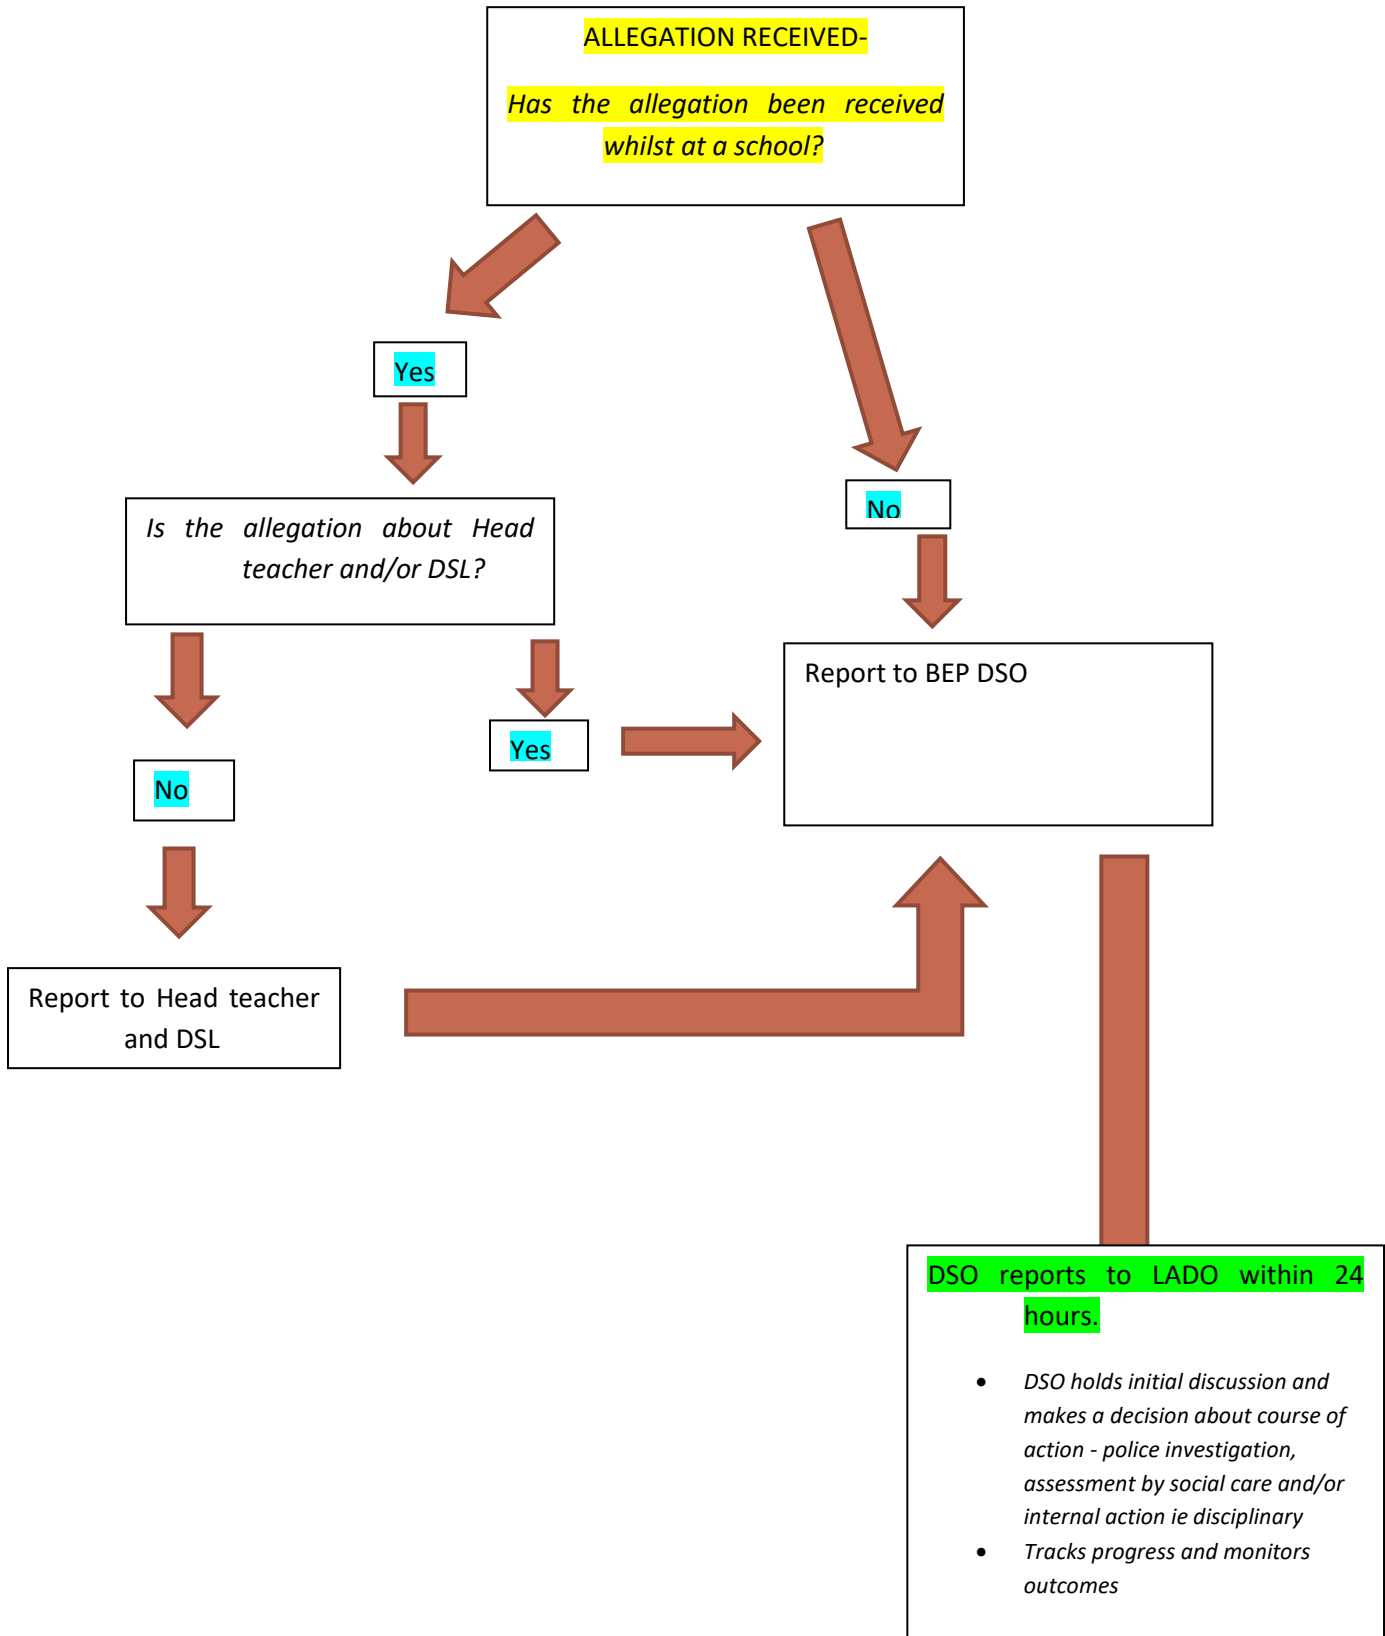 ALLEGATION RECEIVED-
Has the allegation been received
whilst at a school?
Yes
No
Is the allegation about Head
teacher and/or DSL?
Report to BEP DSO
Yes
No
Report to Head teacher
and DSL
DSO reports to LADO within 24
hours.
• DSO holds initial discussion and
makes a decision about course of
action - police investigation,
assessment by social care and/or
internal action ie disciplinary
• Tracks progress and monitors
outcomes